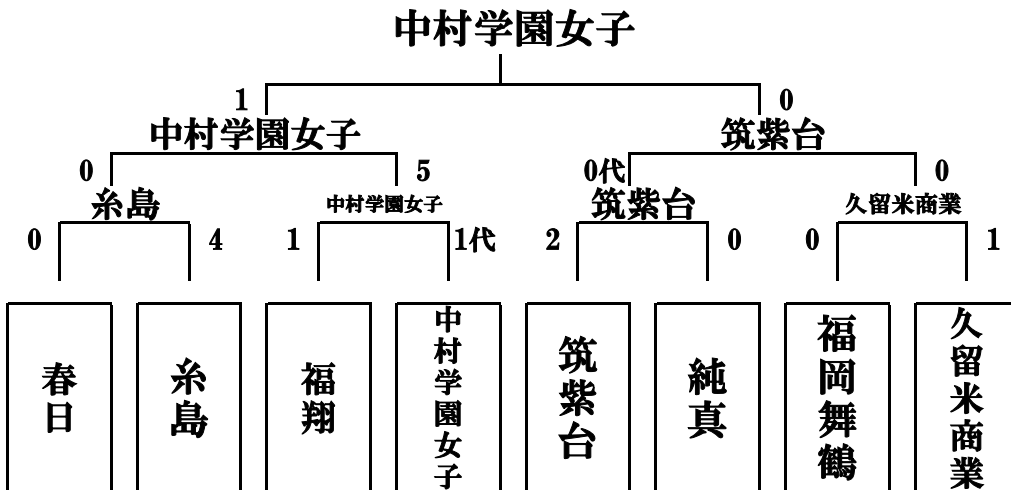 中村学園女子
1
0
中村学園女子
筑紫台
0
5
0代
0
糸島
中村学園女子
筑紫台
久留米商業
0
4
1
1代
2
0
0
1
春日
糸島
福翔
中村学園女子
筑紫台
純真
福岡舞鶴
久留米商業